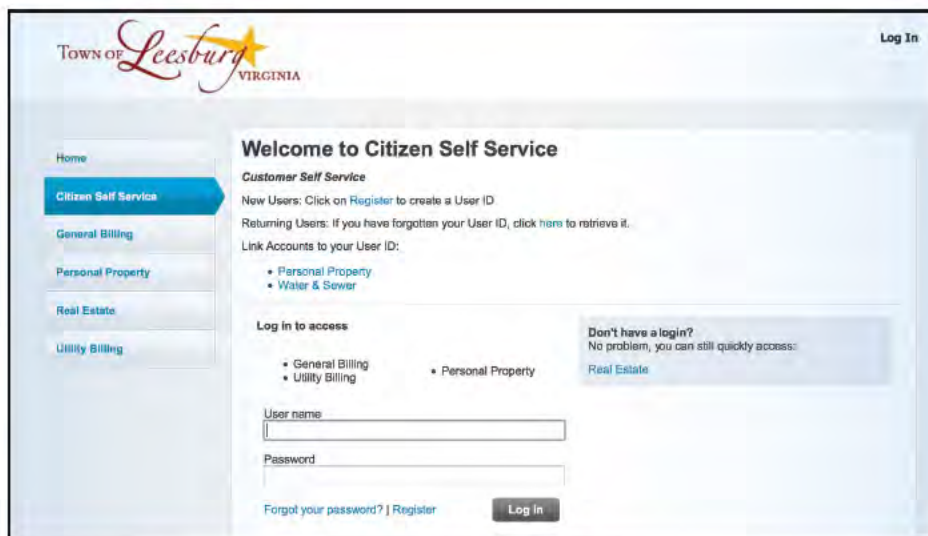 Town of Leesburg
VIRGINIA
Log In
Home
Citizen Self Service
General Billing
Personal Property
Real Estate
Utility Billing
Welcome to Citizen Self Service
Customer Self Service
New Users: Click on Register to create a User ID
Returning Users: If you have forgotten your User ID, click here to retrieve it.
Link Accounts to your User ID:
• Personal Property
• Water & Sewer
Log in to access
• General Billing
• Utility Billing
• Personal Property
Don't have a login?
No problem, you can still quickly access:
Real Estate
User name
Password
Forgot your password? | Register
Log in